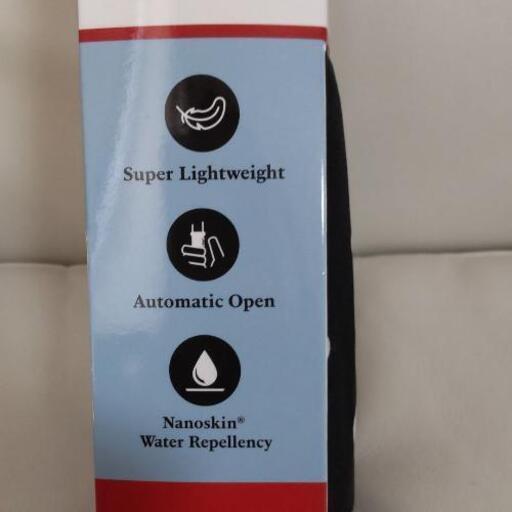 Super Lightweight
Automatic Open
Nanoskin®
Water Repellency